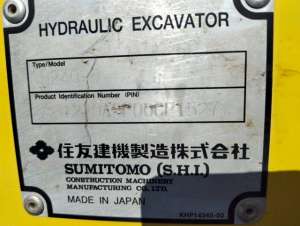 HYDRAULIC EXCAVATOR
Type/Model
Product Identification Number (PIN)
住友建機製造株式会社
SUMITOMO (S.H.I.)
CONSTRUCTION MACHINERY
MANUFACTURING CO., LTD.
MADE IN JAPAN